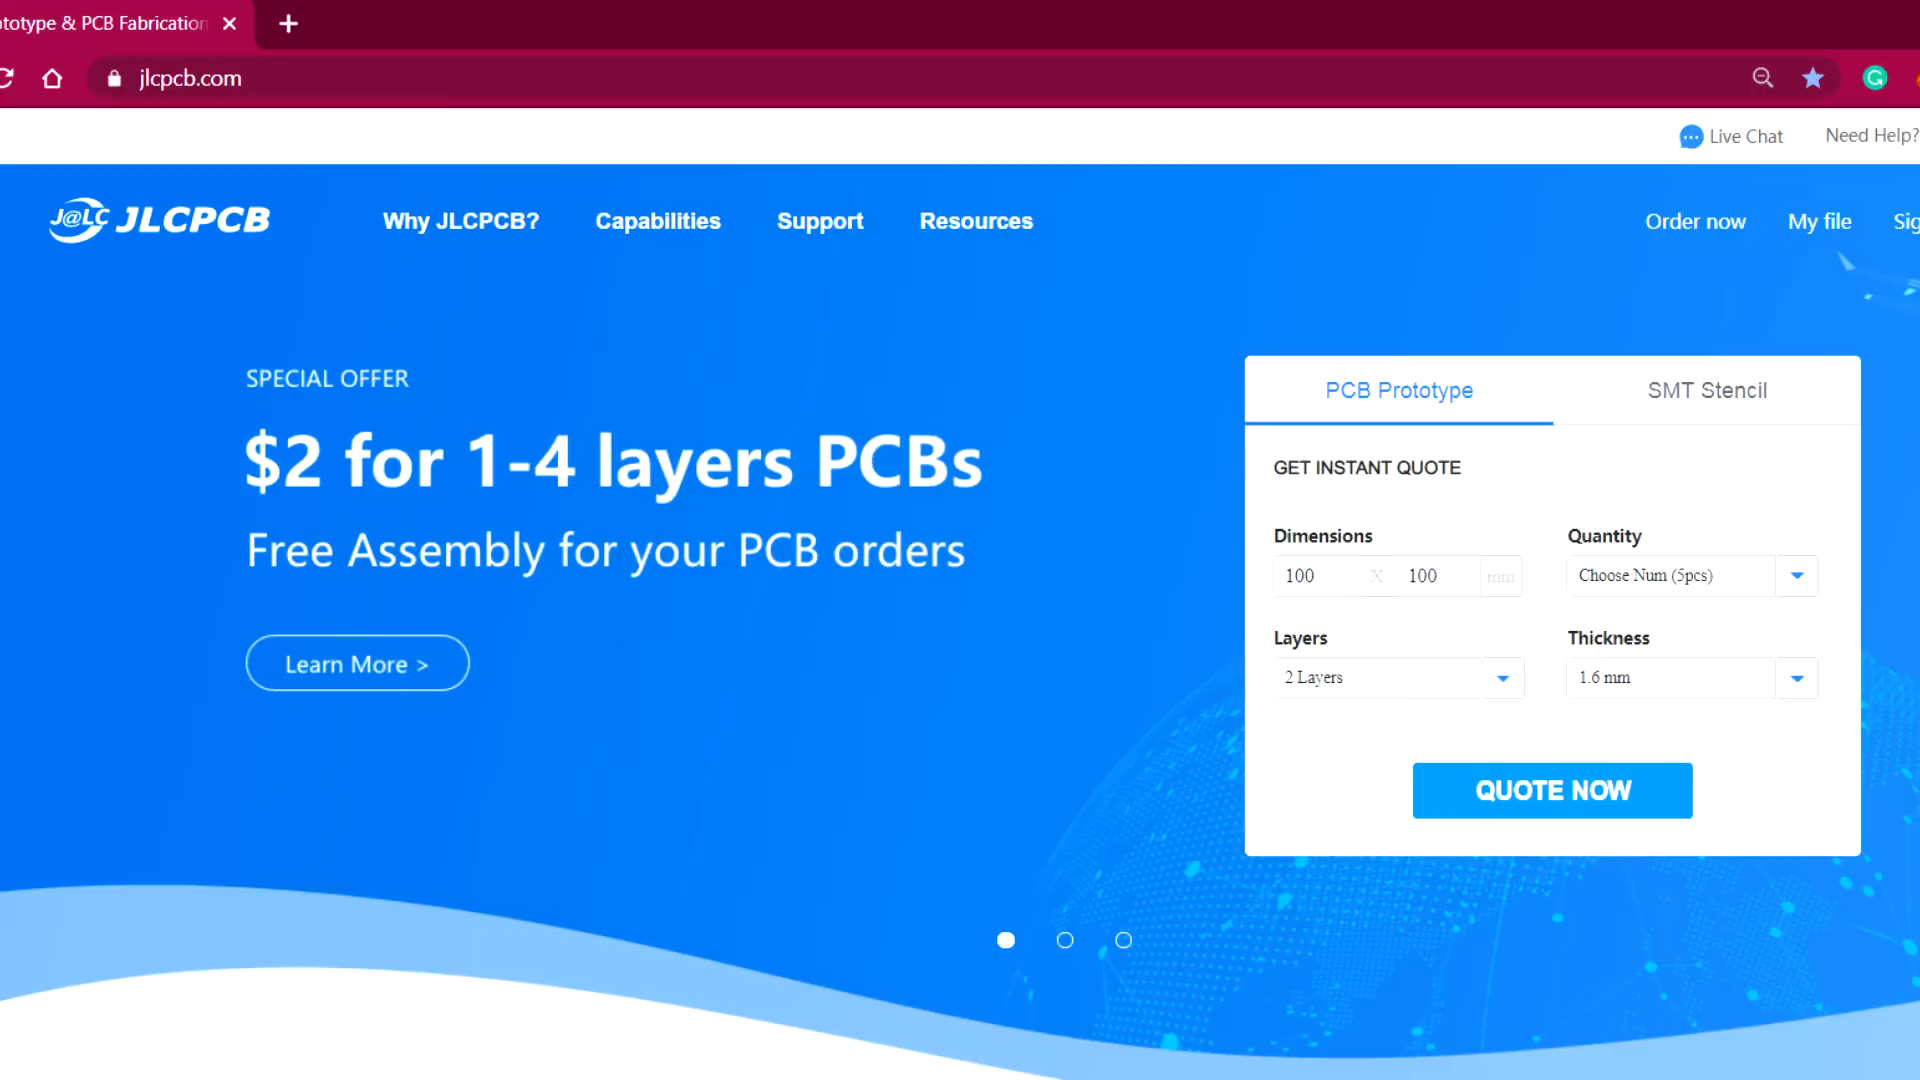 ototype & PCB Fabrication
jlcpcb.com
Live Chat Need Help?
J@LC JLCPCB Why JLCPCB? Capabilities Support Resources Order now My file Sig
SPECIAL OFFER
$2 for 1-4 layers PCBs
Free Assembly for your PCB orders
Learn More >
PCB Prototype SMT Stencil
GET INSTANT QUOTE
Dimensions Quantity
100 X 100 mm Choose Num (5pcs)
Layers Thickness
2 Layers 1.6 mm
QUOTE NOW